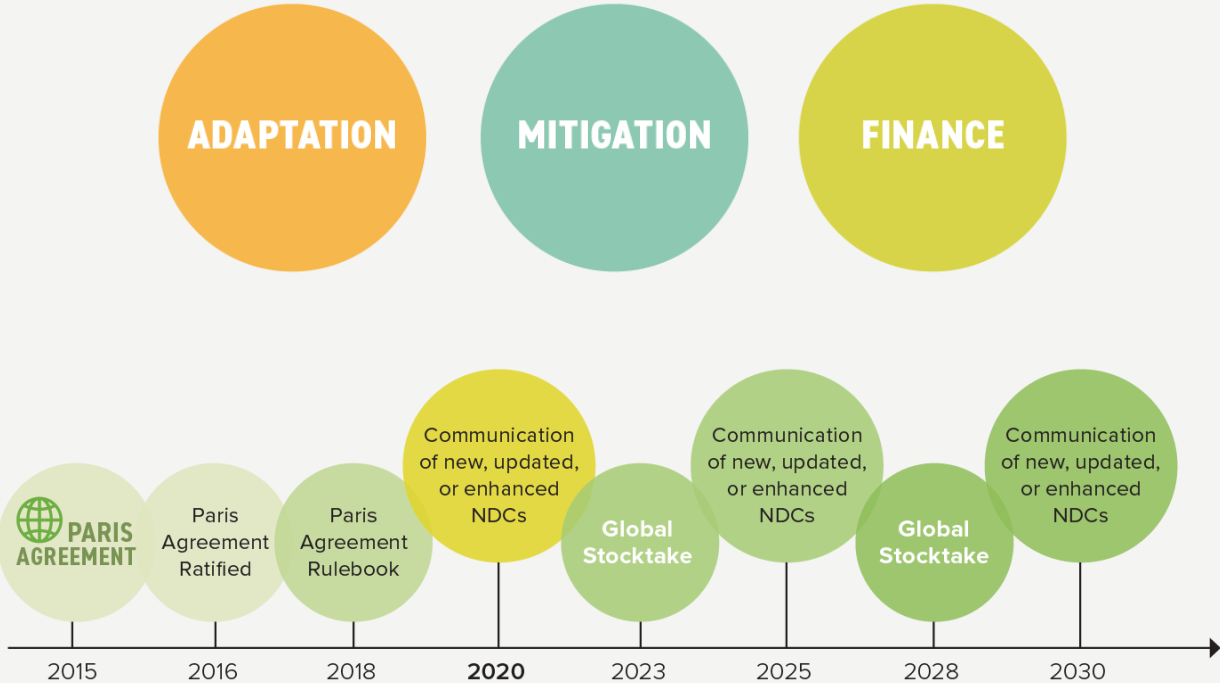 ADAPTATION
MITIGATION
FINANCE
PARIS
AGREEMENT
Paris
Agreement
Ratified
Paris
Agreement
Rulebook
Communication
of new, updated,
or enhanced
NDCs
Global
Stocktake
Communication
of new, updated,
or enhanced
NDCs
Global
Stocktake
Communication
of new, updated,
or enhanced
NDCs
2015
2016
2018
2020
2023
2025
2028
2030